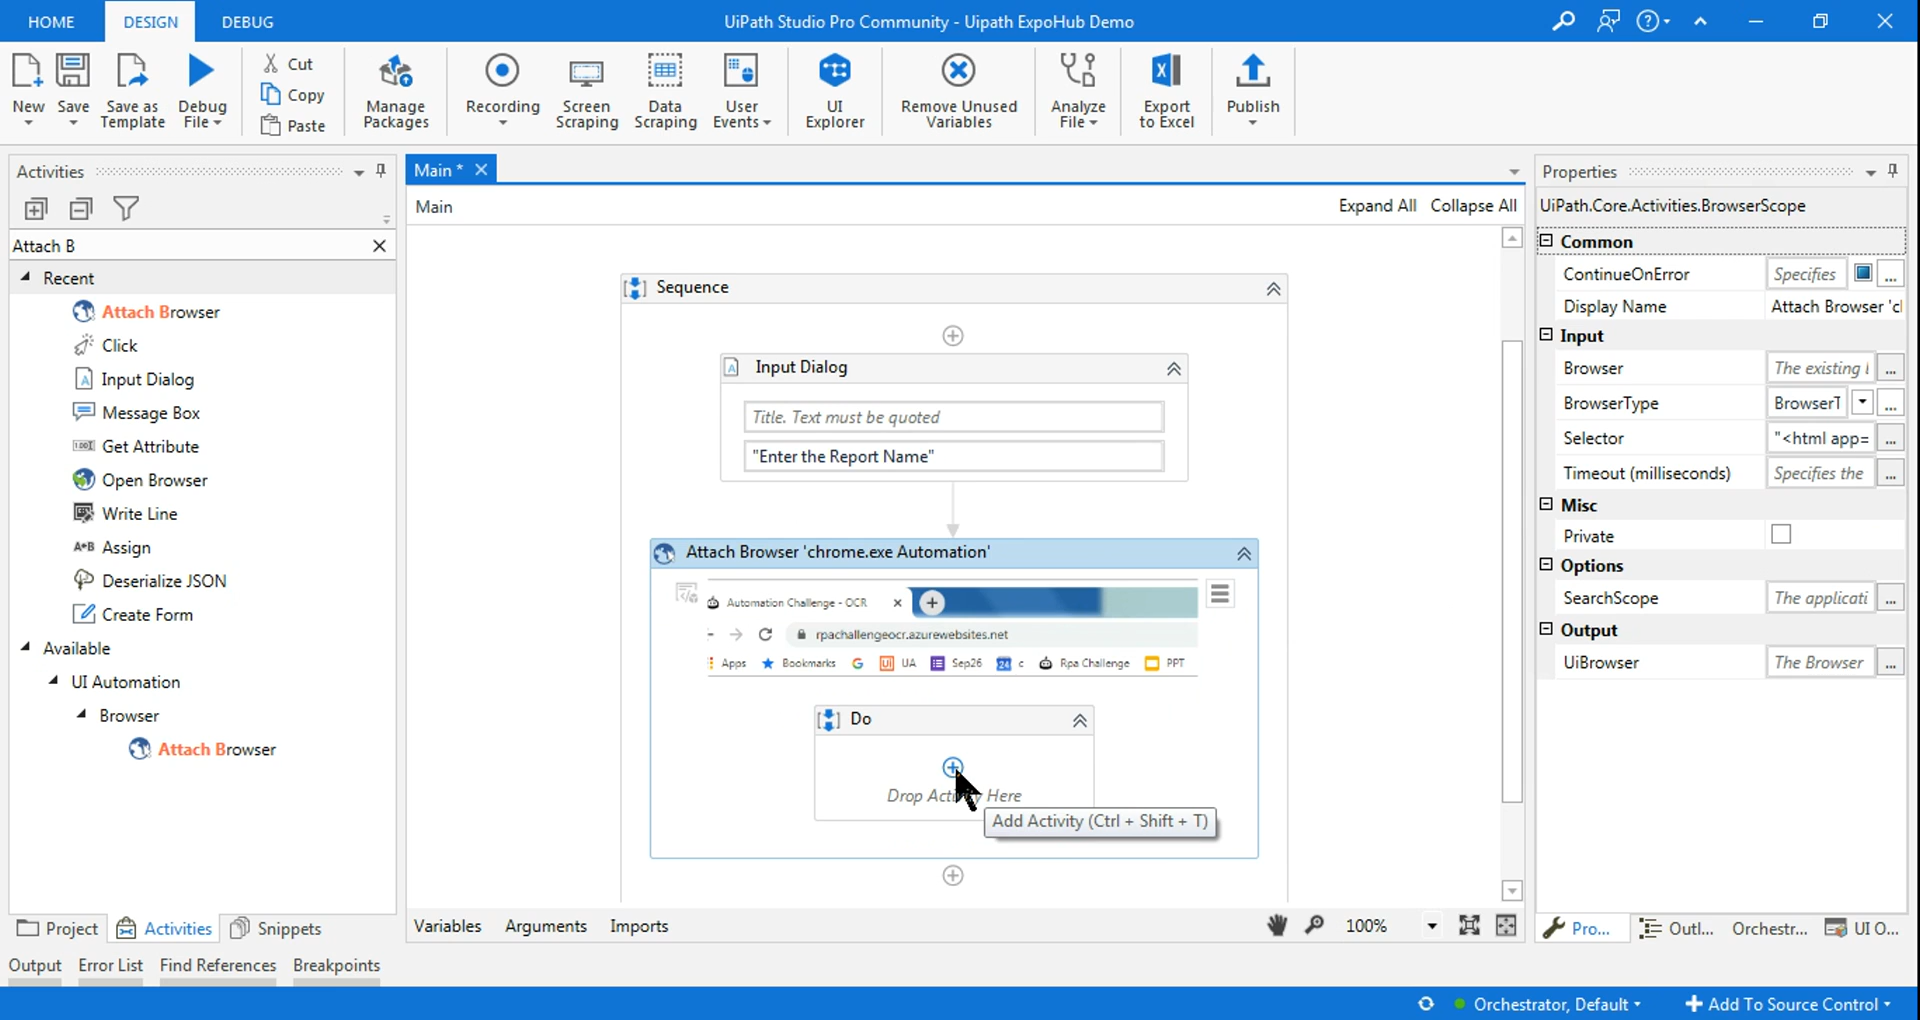 HOME DESIGN DEBUG UiPath Studio Pro Community - Uipath ExpoHub Demo
New Save Save as Template Debug File Cut Copy Paste Manage Packages Recording Screen Scraping Data Scraping User Events UI Explorer Remove Unused Variables Analyze File Export to Excel Publish
Activities
Attach B
Recent
Attach Browser
Click
Input Dialog
Message Box
Get Attribute
Open Browser
Write Line
Assign
Deserialize JSON
Create Form
Available
UI Automation
Browser
Attach Browser
Project Activities Snippets
Main *
Main Expand All Collapse All
Sequence
Input Dialog
Title. Text must be quoted
"Enter the Report Name"
Attach Browser 'chrome.exe Automation'
Automation Challenge - OCR
rpachallengeocr.azurewebsites.net
Apps Bookmarks UA Sep26 24 c Rpa Challenge PPT
Do
Drop Here
Add Activity (Ctrl + Shift + T)
Variables Arguments Imports 100%
Properties
UiPath.Core.Activities.BrowserScope
Common
ContinueOnError Specifies ...
Display Name Attach Browser 'cl
Input
Browser The existing l ...
BrowserType BrowserT ...
Selector "<html app= ...
Timeout (milliseconds) Specifies the ...
Misc
Private
Options
SearchScope The applicati ...
Output
UiBrowser The Browser ...
Pro... Outl... Orchestr... UI O...
Output Error List Find References Breakpoints
Orchestrator, Default Add To Source Control